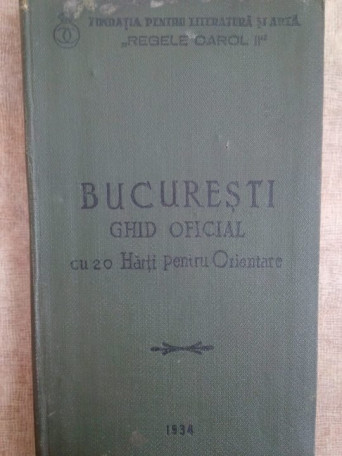 FUNDAȚIA PENTRU LITERATURĂ ȘI ARTĂ
„REGELE CAROL II"
BUCUREȘTI
GHID OFICIAL
cu 20 Hărți pentru Orientare
1934